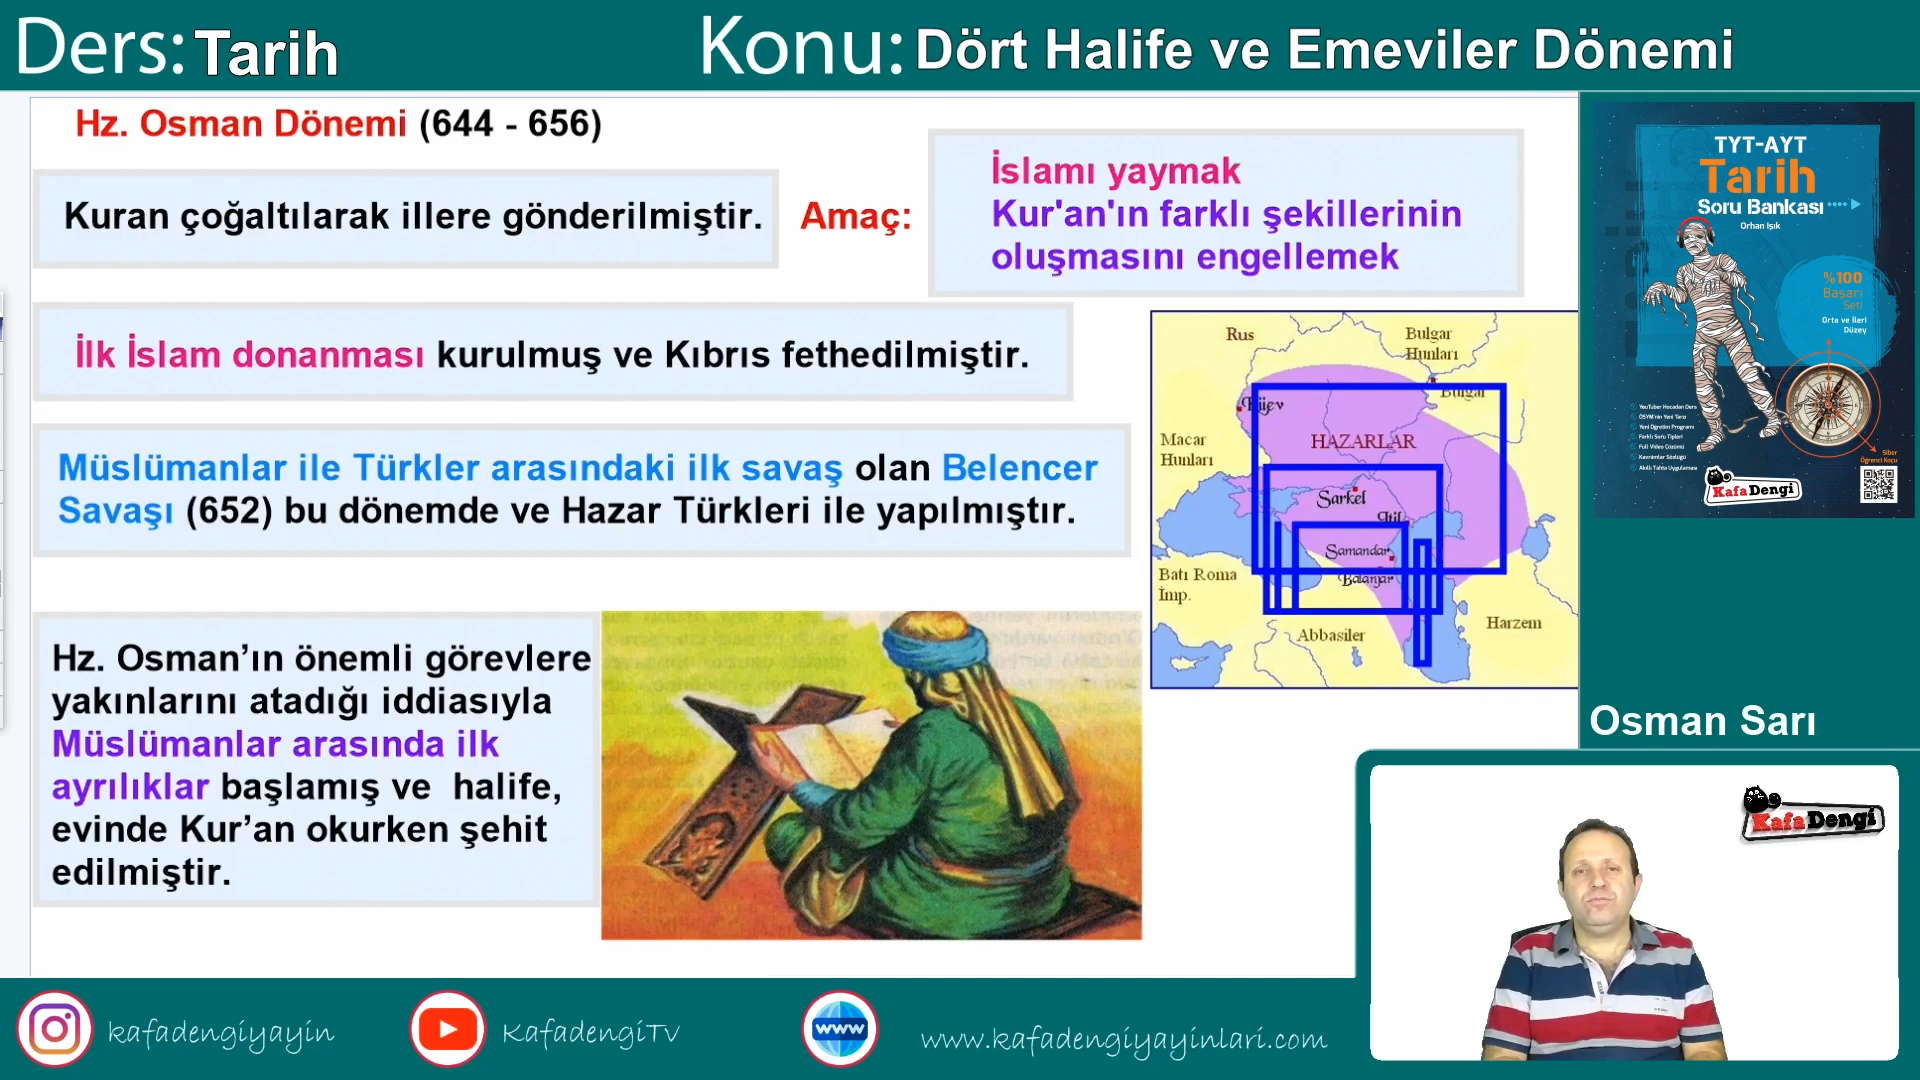 Ders: Tarih
Konu: Dört Halife ve Emeviler Dönemi
Hz. Osman Dönemi (644 - 656)
Kuran çoğaltılarak illere gönderilmiştir.
Amaç:
İslamı yaymak
Kur'an'ın farklı şekillerinin
oluşmasını engellemek
İlk İslam donanması kurulmuş ve Kıbrıs fethedilmiştir.
Müslümanlar ile Türkler arasındaki ilk savaş olan Belencer
Savaşı (652) bu dönemde ve Hazar Türkleri ile yapılmıştır.
Hz. Osman’ın önemli görevlere
yakınlarını atadığı iddiasıyla
Müslümanlar arasında ilk
ayrılıklar başlamış ve halife,
evinde Kur’an okurken şehit
edilmiştir.
Rus
Bulgar
Hunları
Bulgar
Kiiev
HAZARLAR
Macar
Hunları
Sarkel
Itil
Samandar
Balanjar
Batı Roma
İmp.
Abbasiler
Harzem
TYT-AYT
Tarih
Soru Bankası
Orhan Işık
%100
Başarı
Seti
Orta ve İleri
Düzey
YouTuber Hocadan Ders
ÖSYM'nin Yeni Tarzı
Yeni Öğretim Programı
Farklı Soru Tipleri
Full Video Çözümü
Kavramlar Sözlüğü
Akıllı Tahta Uygulaması
Siber
Öğrenci Koçu
KafaDengi
Osman Sarı
KafaDengi
kafadengiyayin
KafadengiTv
www
www.kafadengiyayinlari.com